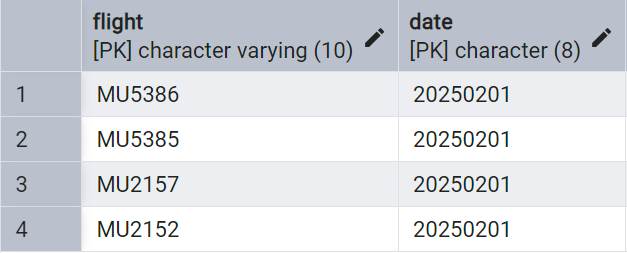 flight date
[PK] character varying (10) [PK] character (8)
1 MU5386 20250201
2 MU5385 20250201
3 MU2157 20250201
4 MU2152 20250201